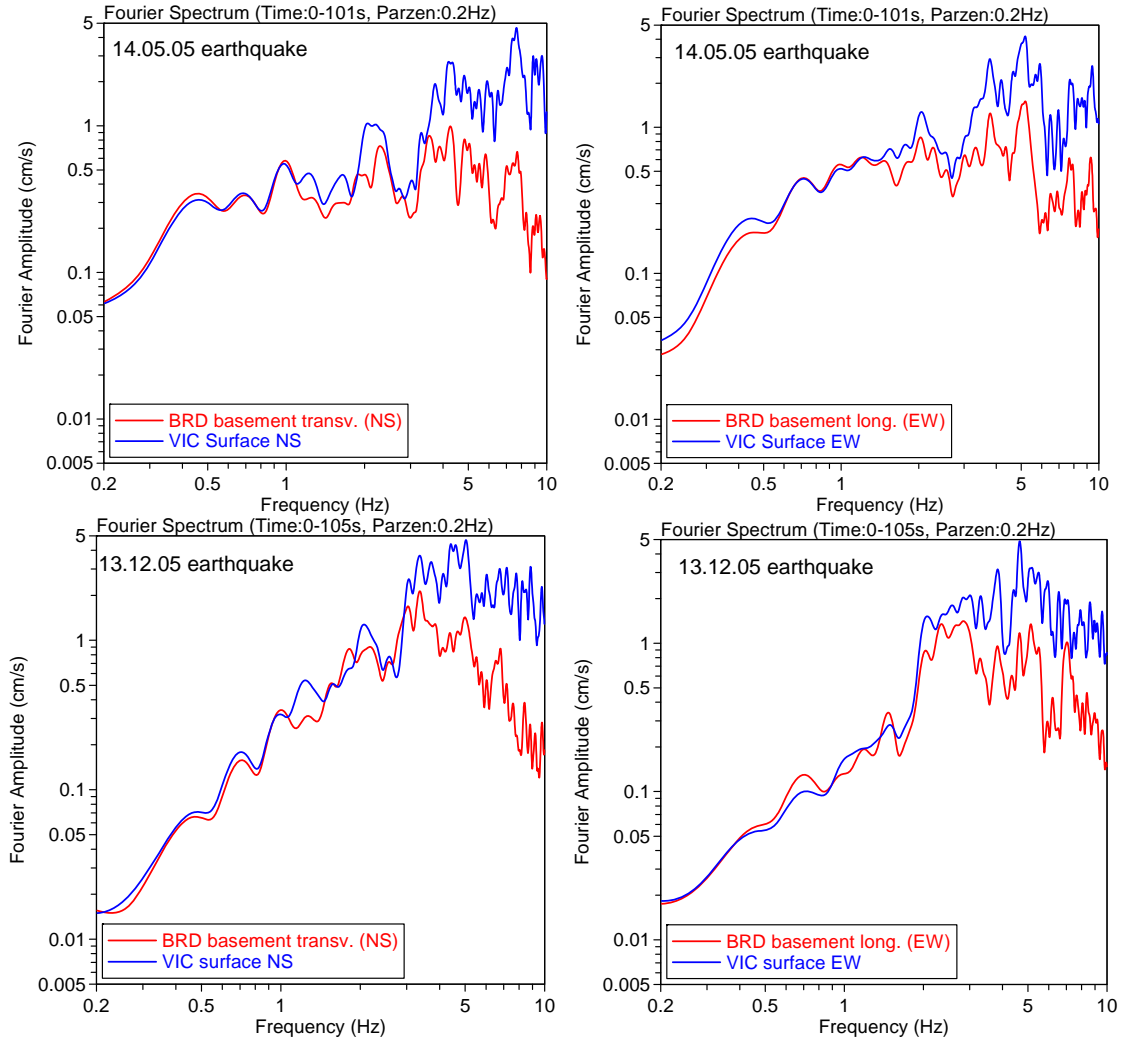 Fourier Spectrum (Time:0-101s, Parzen:0.2Hz)
14.05.05 earthquake
Fourier Amplitude (cm/s)
5
1
0.5
0.1
0.05
0.01
0.005
BRD basement transv. (NS)
VIC Surface NS
0.2
0.5
1
5
10
Frequency (Hz)
Fourier Spectrum (Time:0-101s, Parzen:0.2Hz)
14.05.05 earthquake
Fourier Amplitude (cm/s)
5
1
0.5
0.1
0.05
0.01
0.005
BRD basement long. (EW)
VIC Surface EW
0.2
0.5
1
5
10
Frequency (Hz)
Fourier Spectrum (Time:0-105s, Parzen:0.2Hz)
13.12.05 earthquake
Fourier Amplitude (cm/s)
5
1
0.5
0.1
0.05
0.01
0.005
BRD basement transv. (NS)
VIC surface NS
0.2
0.5
1
5
10
Frequency (Hz)
Fourier Spectrum (Time:0-105s, Parzen:0.2Hz)
13.12.05 earthquake
Fourier Amplitude (cm/s)
5
1
0.5
0.1
0.05
0.01
0.005
BRD basement long. (EW)
VIC surface EW
0.2
0.5
1
5
10
Frequency (Hz)